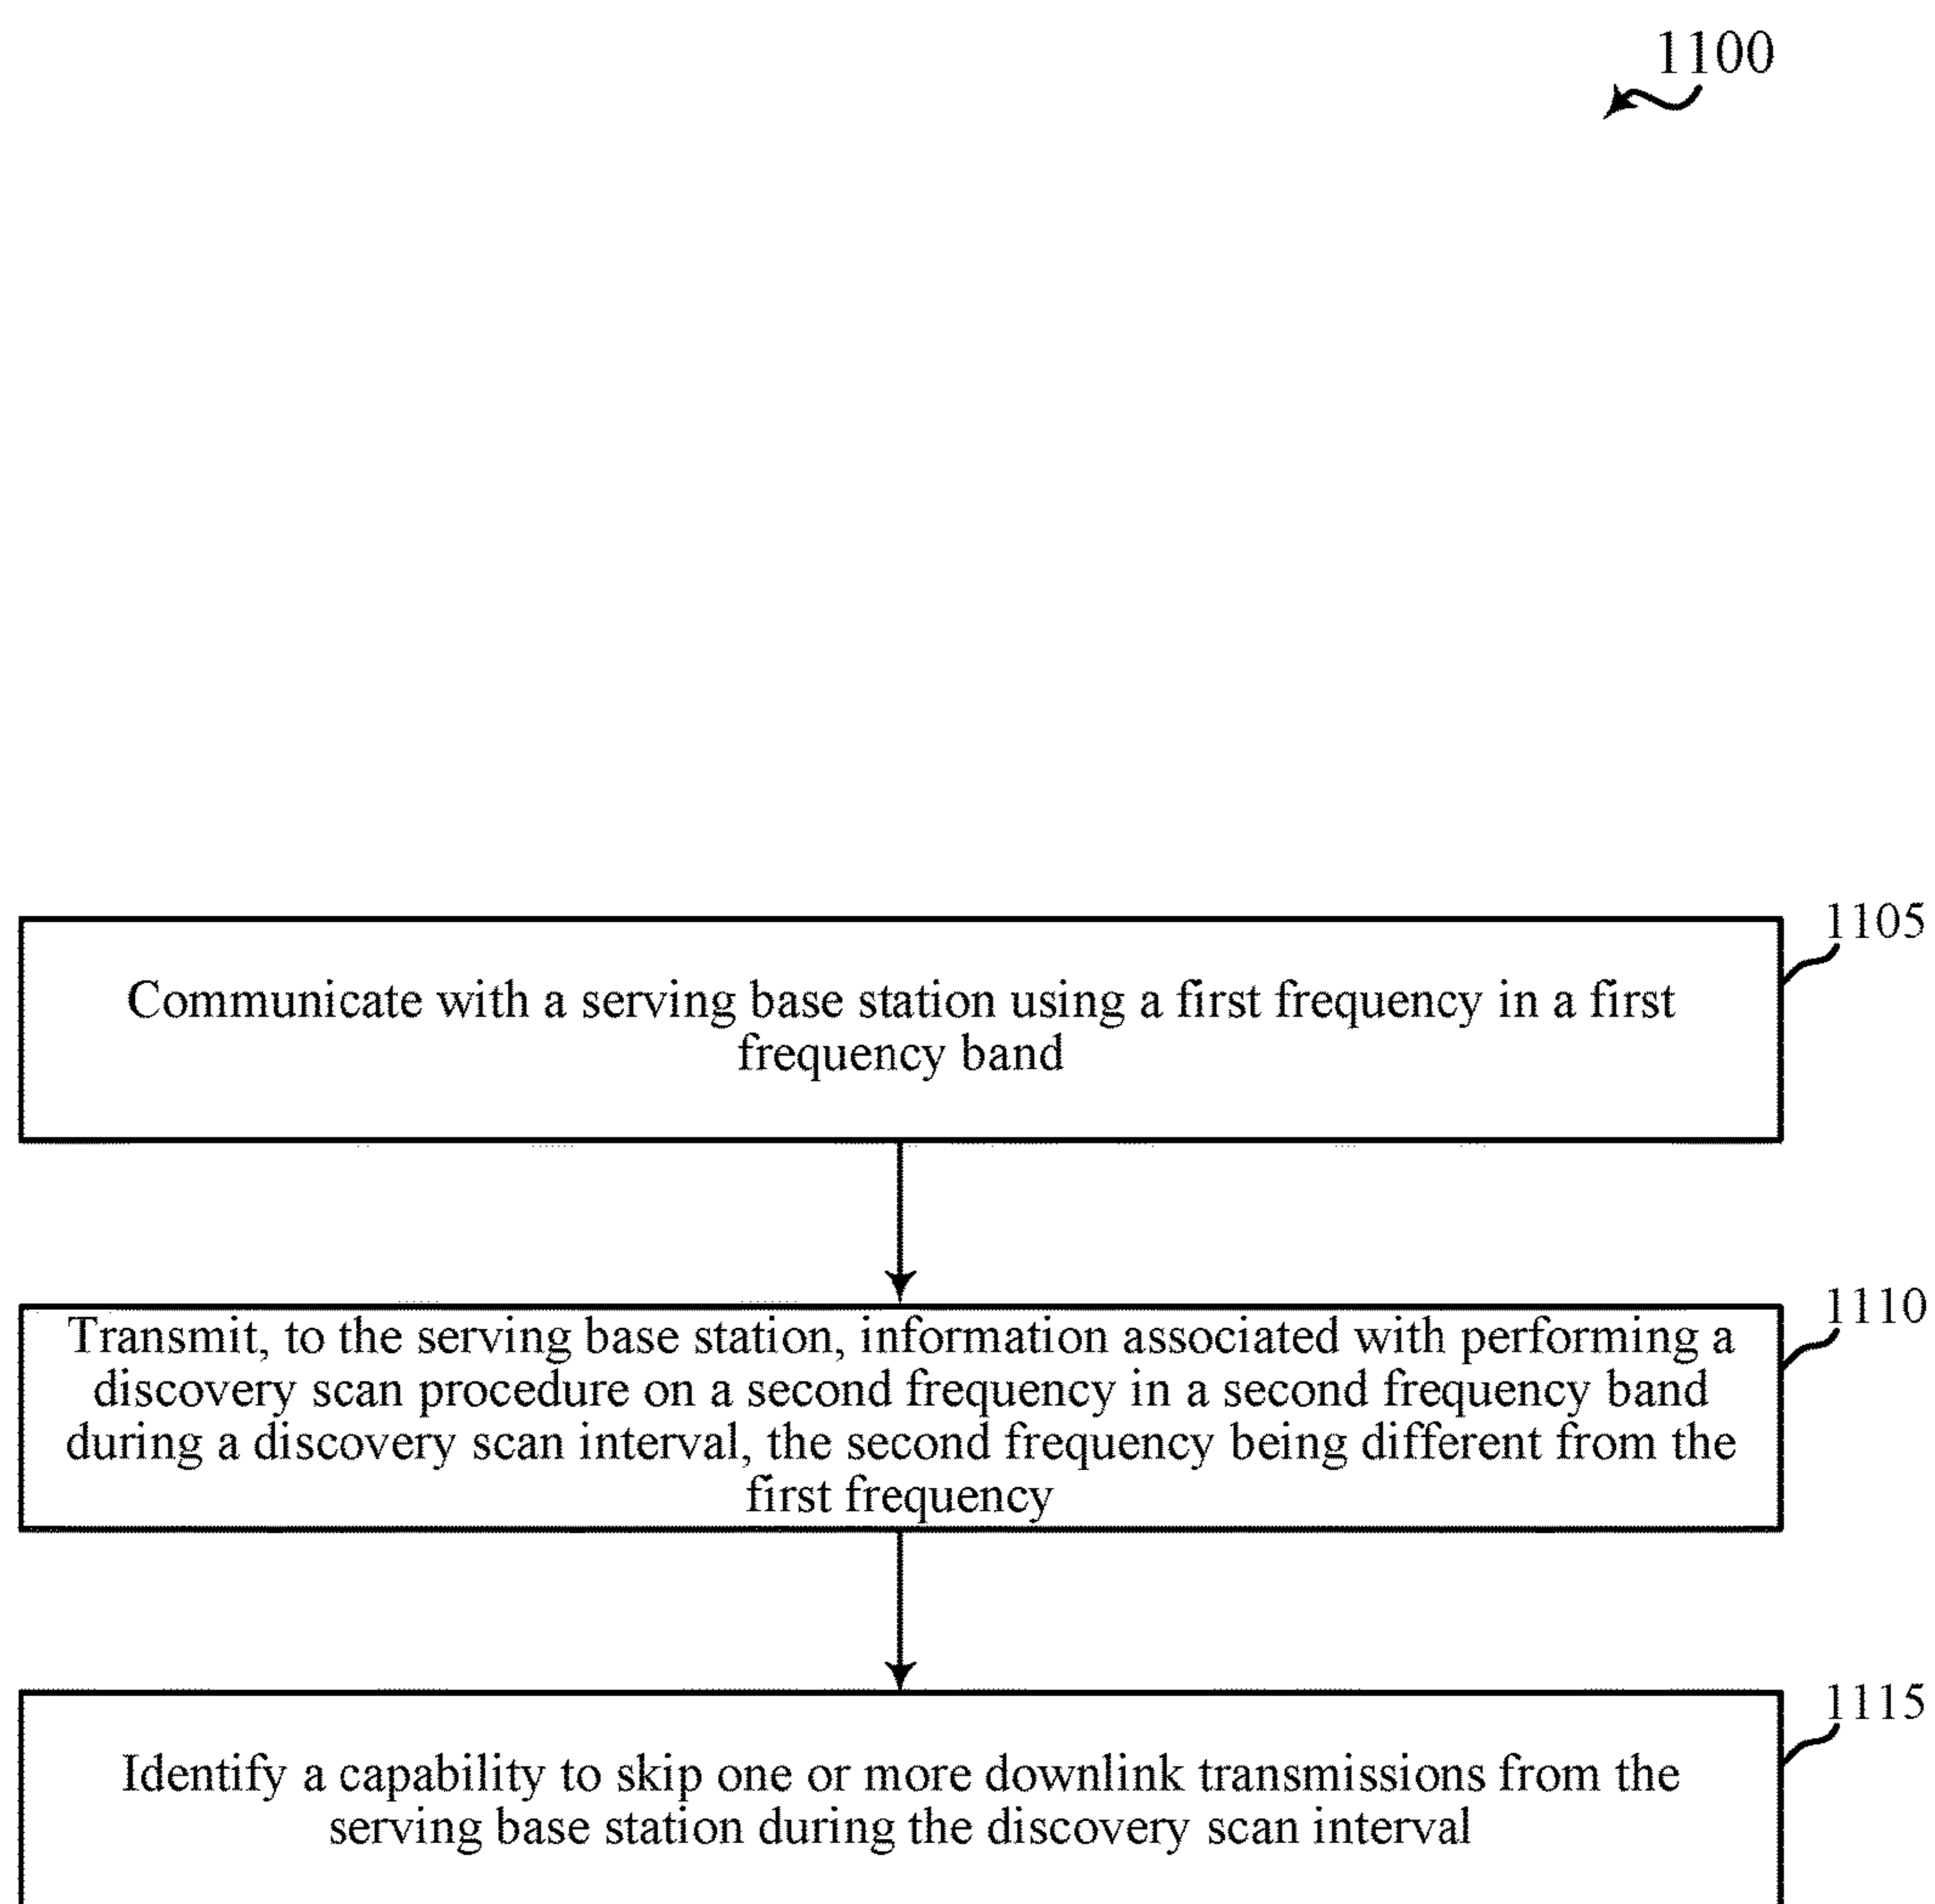 1100
1105
Communicate with a serving base station using a first frequency in a first
frequency band
1110
Transmit, to the serving base station, information associated with performing a
discovery scan procedure on a second frequency in a second frequency band
during a discovery scan interval, the second frequency being different from the
first frequency
1115
Identify a capability to skip one or more downlink transmissions from the
serving base station during the discovery scan interval